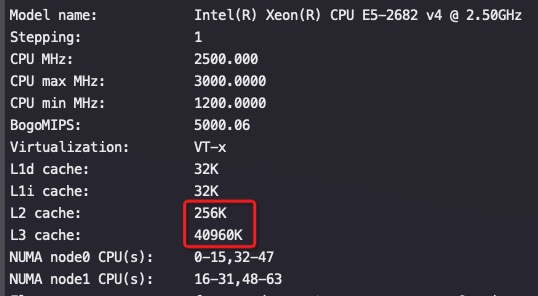 Model name: Intel(R) Xeon(R) CPU E5-2682 v4 @ 2.50GHz
Stepping: 1
CPU MHz: 2500.000
CPU max MHz: 3000.0000
CPU min MHz: 1200.0000
BogoMIPS: 5000.06
Virtualization: VT-x
L1d cache: 32K
L1i cache: 32K
L2 cache: 256K
L3 cache: 40960K
NUMA node0 CPU(s): 0-15,32-47
NUMA node1 CPU(s): 16-31,48-63